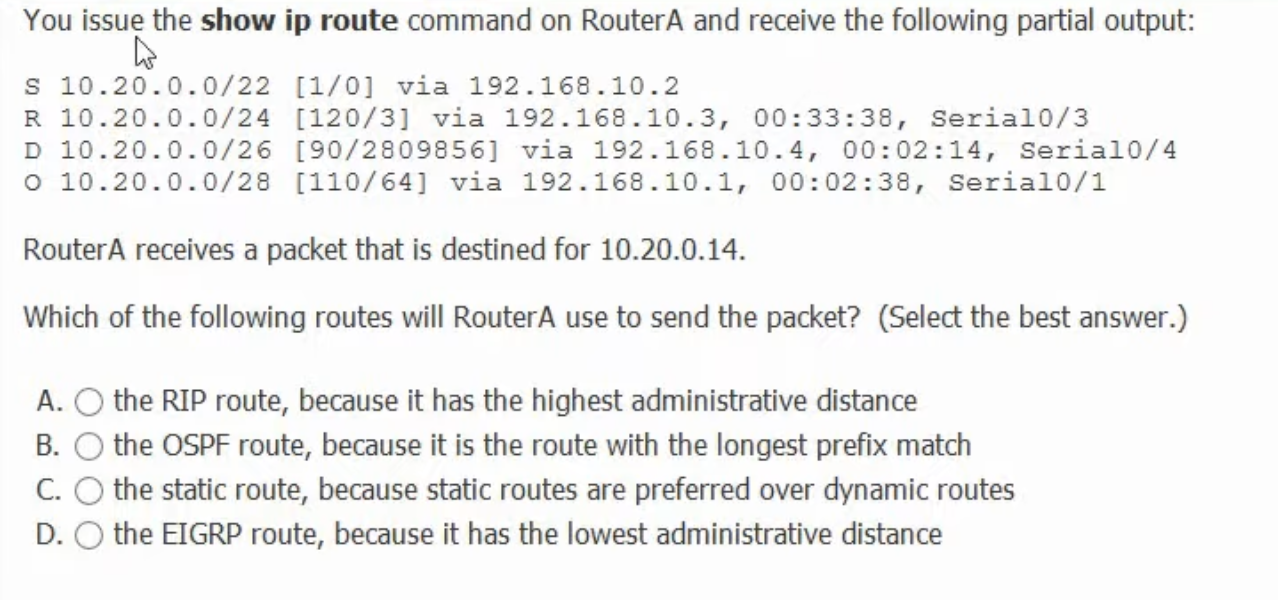 You issue the show ip route command on RouterA and receive the following partial output:
S 10.20.0.0/22 [1/0] via 192.168.10.2
R 10.20.0.0/24 [120/3] via 192.168.10.3, 00:33:38, Serial0/3
D 10.20.0.0/26 [90/2809856] via 192.168.10.4, 00:02:14, Serial0/4
O 10.20.0.0/28 [110/64] via 192.168.10.1, 00:02:38, Serial0/1
RouterA receives a packet that is destined for 10.20.0.14.
Which of the following routes will RouterA use to send the packet? (Select the best answer.)
A. the RIP route, because it has the highest administrative distance
B. the OSPF route, because it is the route with the longest prefix match
C. the static route, because static routes are preferred over dynamic routes
D. the EIGRP route, because it has the lowest administrative distance